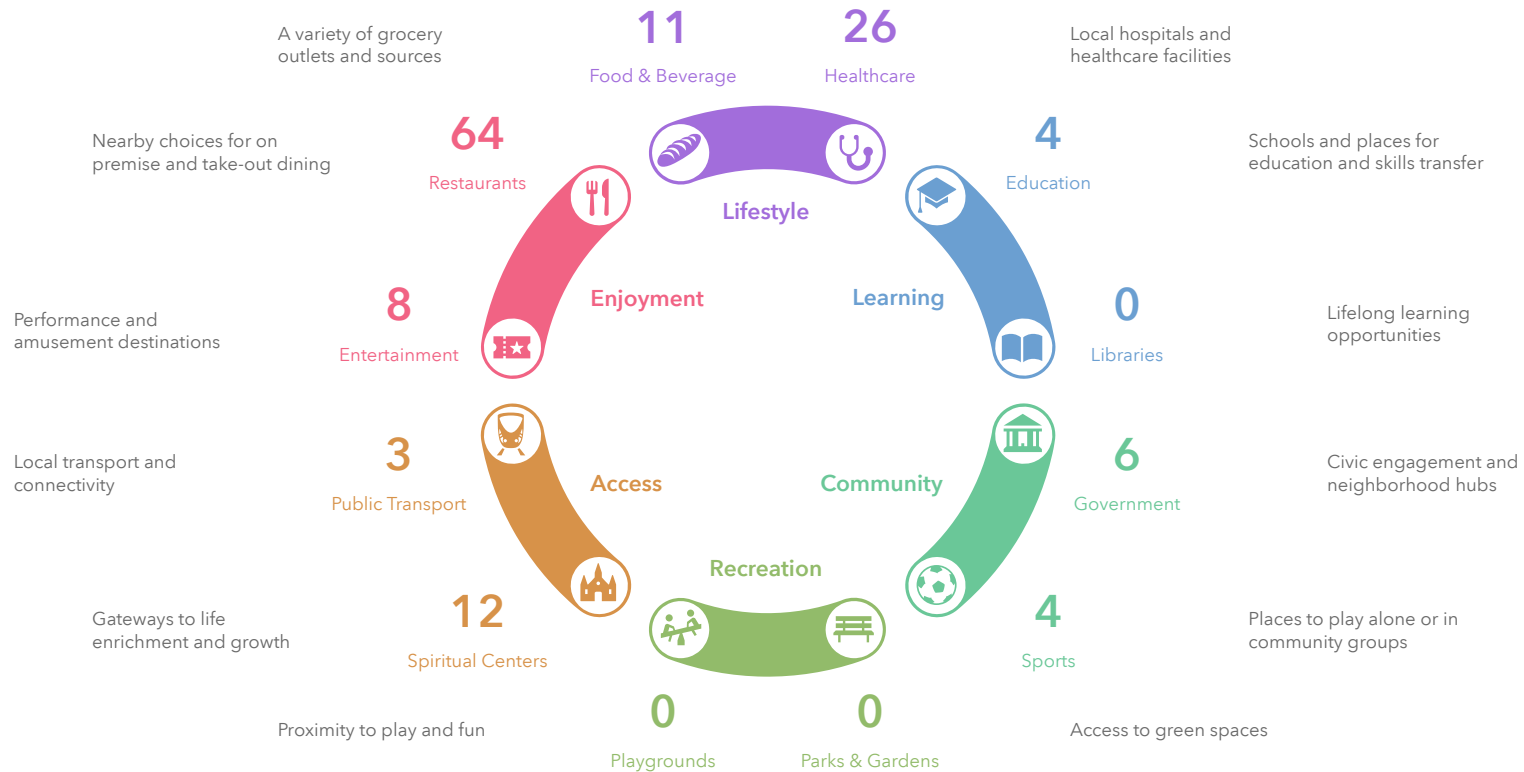 A variety of grocery
outlets and sources
11
Food & Beverage
26
Healthcare
Local hospitals and
healthcare facilities
Nearby choices for on
premise and take-out dining
64
Restaurants
4
Education
Schools and places for
education and skills transfer
Lifestyle
Enjoyment
Learning
Performance and
amusement destinations
8
Entertainment
0
Libraries
Lifelong learning
opportunities
Local transport and
connectivity
3
Public Transport
Access
Community
6
Government
Civic engagement and
neighborhood hubs
Recreation
Gateways to life
enrichment and growth
12
Spiritual Centers
4
Sports
Places to play alone or in
community groups
Proximity to play and fun
0
Playgrounds
0
Parks & Gardens
Access to green spaces